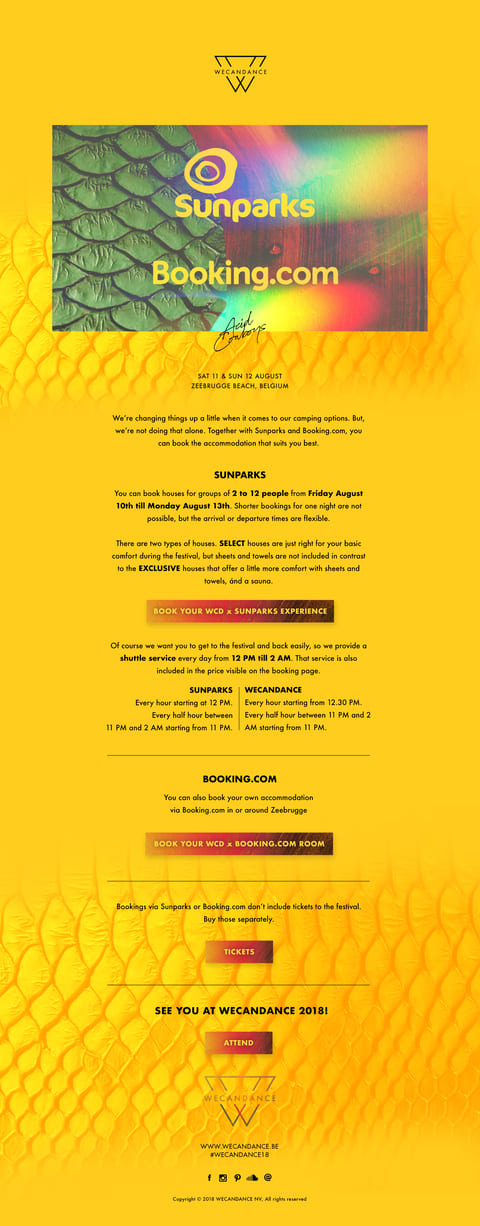 WECANDANCE
Sunparks
Booking.com
Acid
Cowboys
SAT 11 & SUN 12 AUGUST
ZEEBRUGGE BEACH, BELGIUM
We're changing things up a little when it comes to our camping options. But,
we're not doing that alone. Together with Sunparks and Booking.com, you
can book the accommodation that suits you best.
SUNPARKS
You can book houses for groups of 2 to 12 people from Friday August
10th till Monday August 13th. Shorter bookings for one night are not
possible, but the arrival or departure times are flexible.
There are two types of houses. SELECT houses are just right for your basic
comfort during the festival, but sheets and towels are not included in contrast
to the EXCLUSIVE houses that offer a little more comfort with sheets and
towels, ánd a sauna.
BOOK YOUR WCD x SUNPARKS EXPERIENCE
Of course we want you to get to the festival and back easily, so we provide a
shuttle service every day from 12 PM till 2 AM. That service is also
included in the price visible on the booking page.
SUNPARKS
Every hour starting at 12 PM.
Every half hour between
11 PM and 2 AM starting from 11 PM.
WECANDANCE
Every hour starting from 12.30 PM.
Every half hour between 11 PM and 2
AM starting from 11 PM.
BOOKING.COM
You can also book your own accommodation
via Booking.com in or around Zeebrugge
BOOK YOUR WCD x BOOKING.COM ROOM
Bookings via Sunparks or Booking.com don't include tickets to the festival.
Buy those separately.
TICKETS
SEE YOU AT WECANDANCE 2018!
ATTEND
WECANDANCE
WWW.WECANDANCE.BE
#WECANDANCE18
Copyright © 2018 WECANDANCE NV, All rights reserved